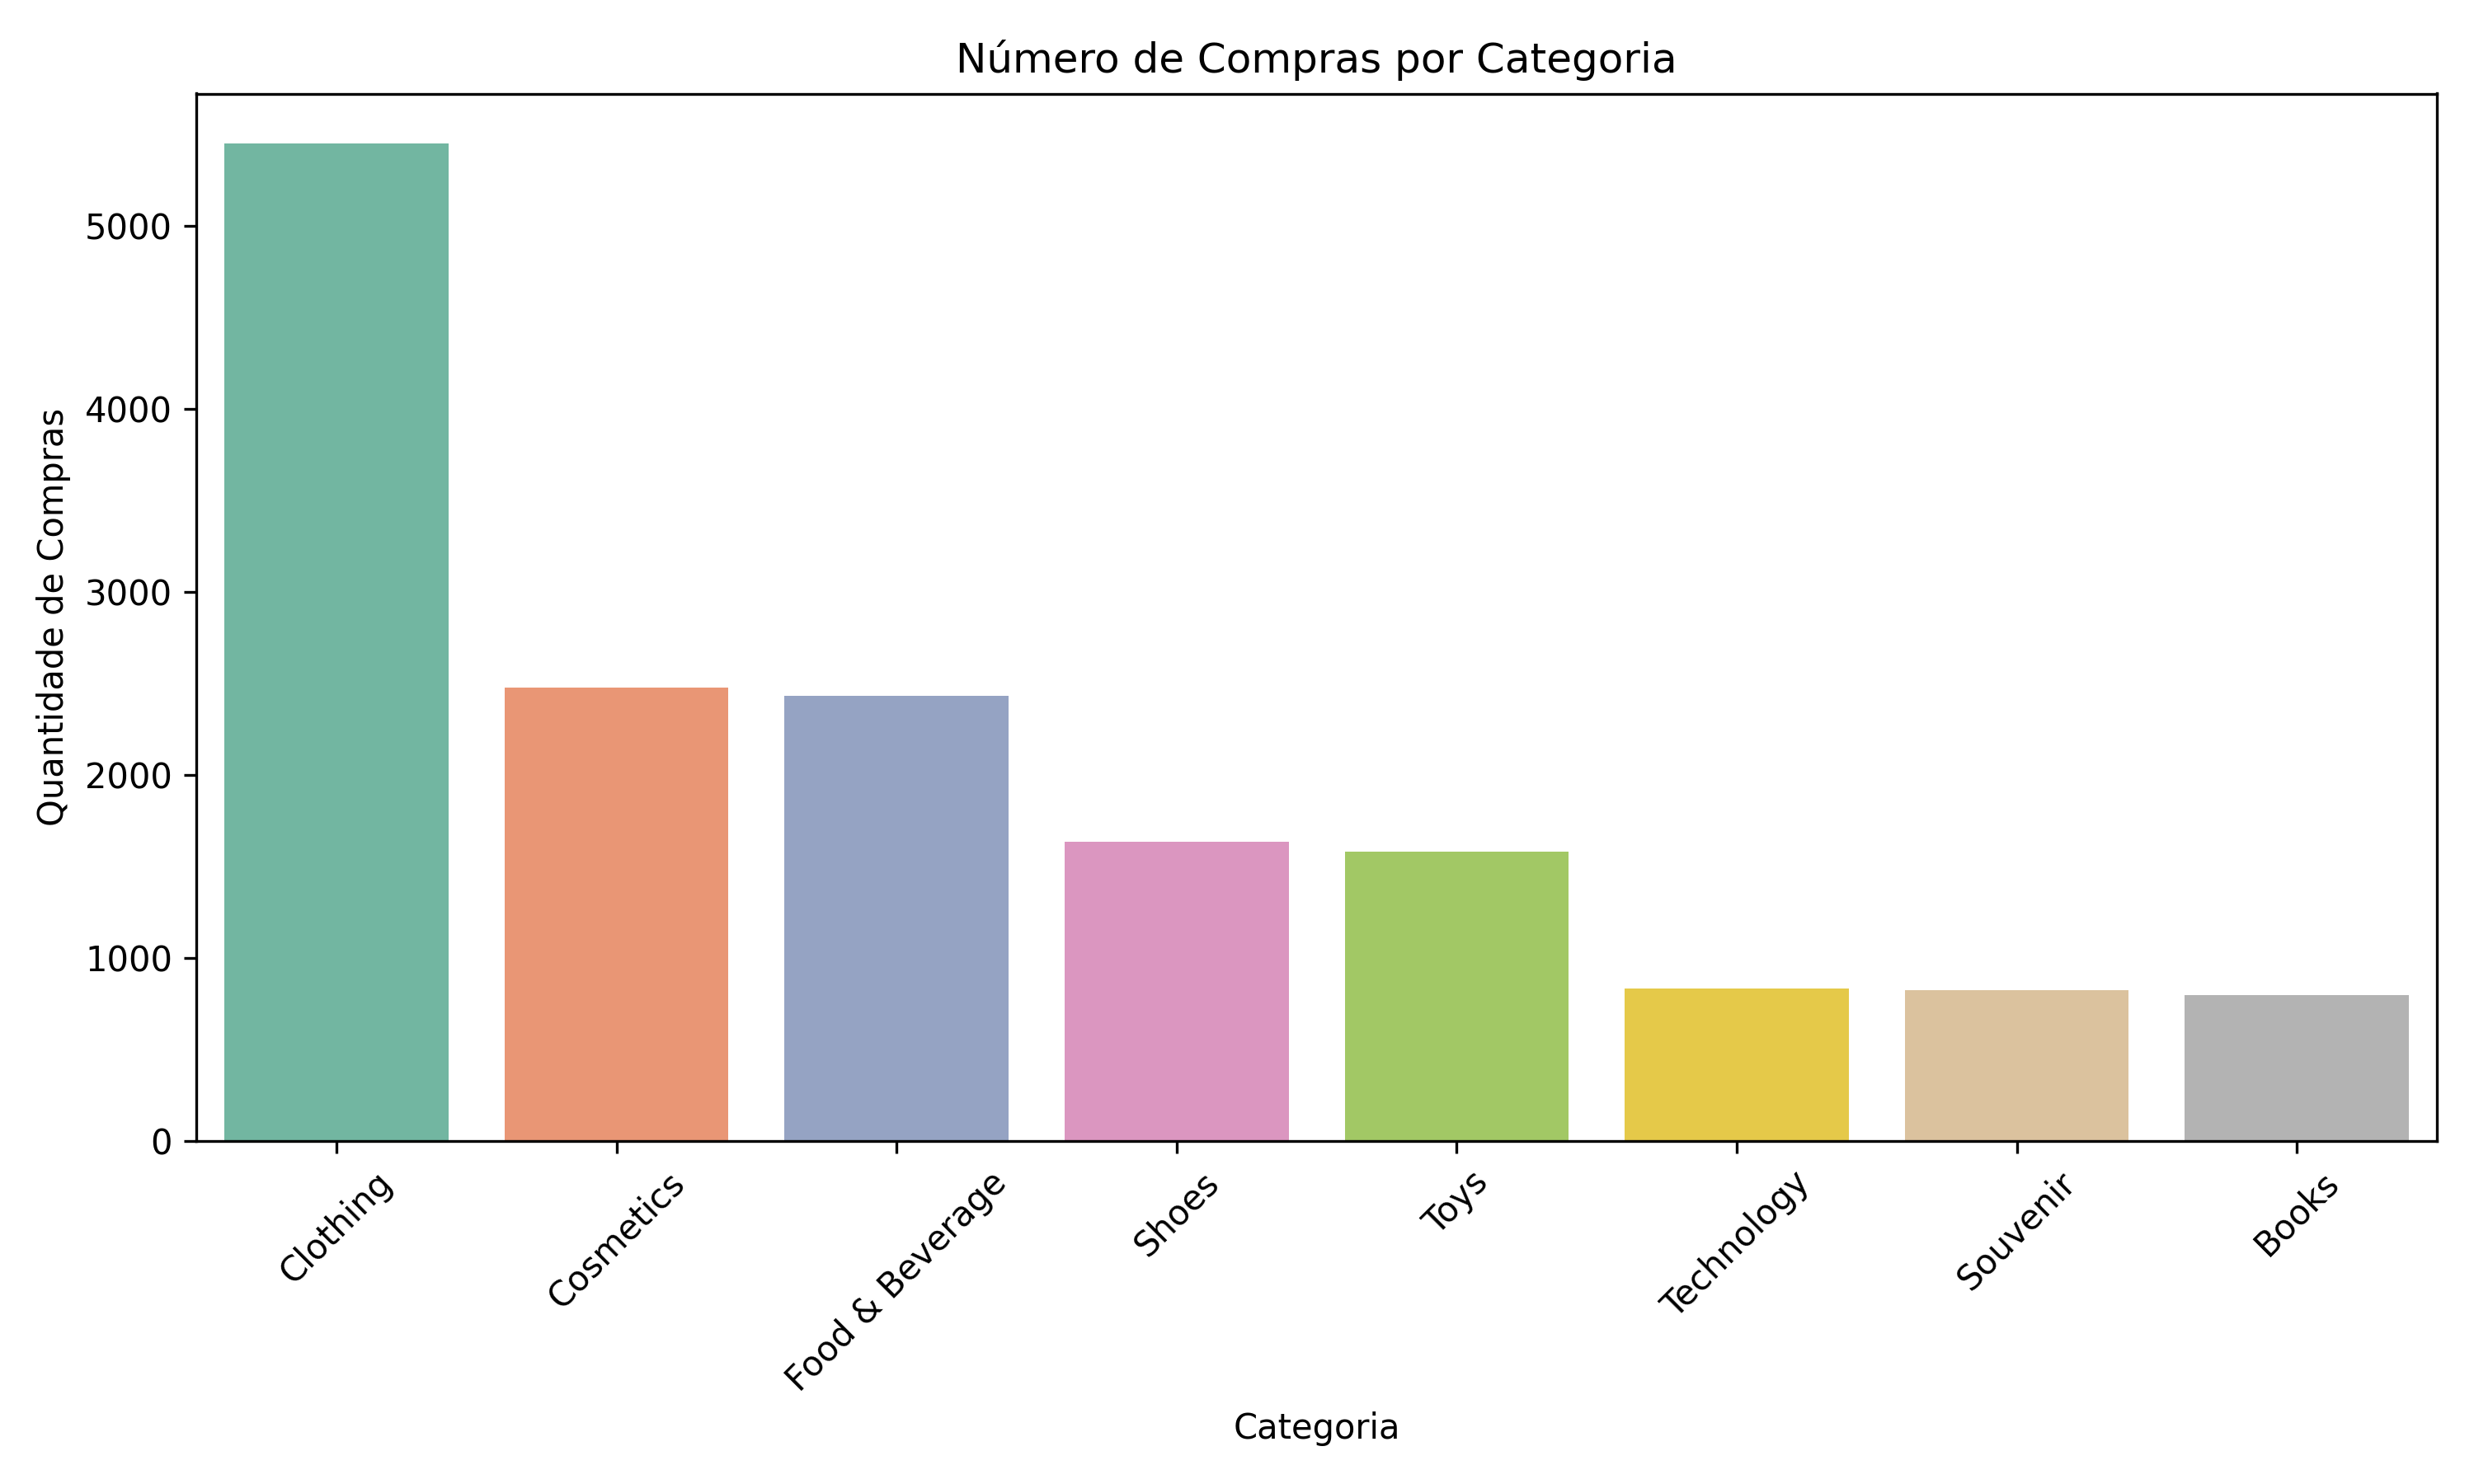 Número de Compras por Categoria
Quantidade de Compras
5000
4000
3000
2000
1000
0
Clothing
Cosmetics
Food & Beverage
Shoes
Toys
Technology
Souvenir
Books
Categoria